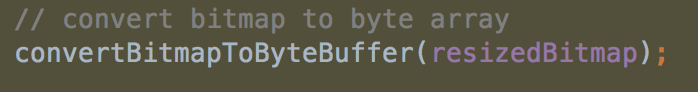 // convert bitmap to byte array
convertBitmapToByteBuffer(resizedBitmap);